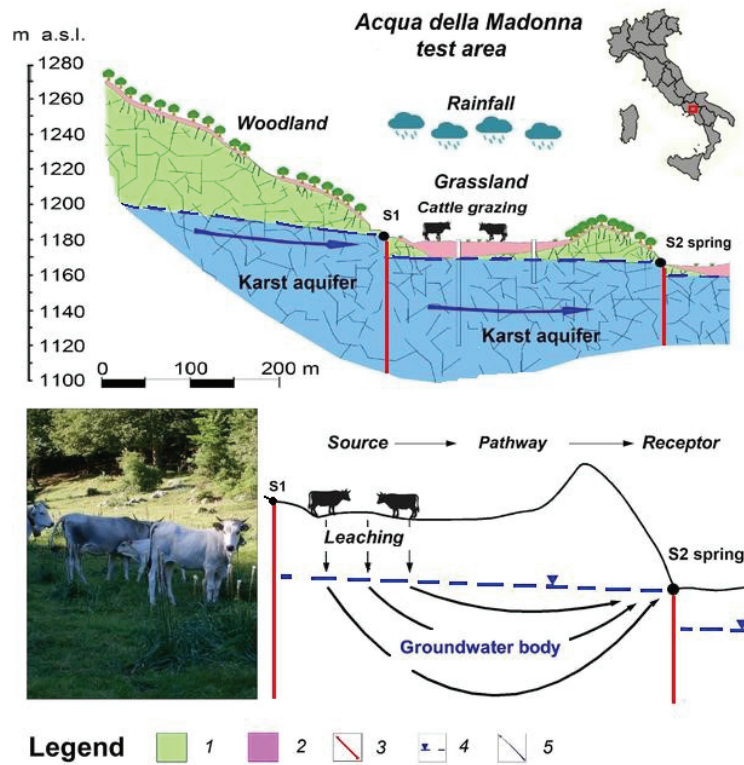 Acqua della Madonna
test area
m a.s.l.
1280
1260
1240
1220
1200
1180
1160
1140
1120
1100
Woodland
Rainfall
Grassland
Cattle grazing
S1
S2 spring
Karst aquifer
Karst aquifer
0 100 200 m
Source Pathway Receptor
S1
Leaching
S2 spring
Groundwater body
Legend 1 2 3 4 5